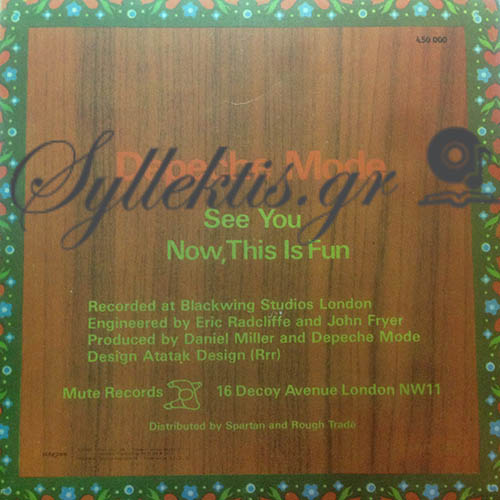 450.000
Depeche Mode
Syllektis.gr
See You
Now, This Is Fun
Recorded at Blackwing Studios London
Engineered by Eric Radcliffe and John Fryer
Produced by Daniel Miller and Depeche Mode
Design Atatak Design (Rrr)
Mute Records 16 Decoy Avenue London NW11
Distributed by Spartan and Rough Trade